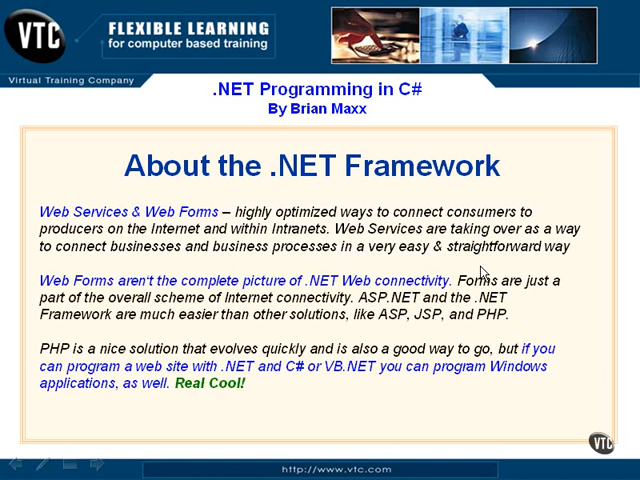 VTC
FLEXIBLE LEARNING
for computer based training
Virtual Training Company
.NET Programming in C#
By Brian Maxx
About the .NET Framework
Web Services & Web Forms – highly optimized ways to connect consumers to
producers on the Internet and within Intranets. Web Services are taking over as a way
to connect businesses and business processes in a very easy & straightforward way
Web Forms aren't the complete picture of .NET Web connectivity. Forms are just a
part of the overall scheme of Internet connectivity. ASP.NET and the .NET
Framework are much easier than other solutions, like ASP, JSP, and PHP.
PHP is a nice solution that evolves quickly and is also a good way to go, but if you
can program a web site with .NET and C# or VB.NET you can program Windows
applications, as well. Real Cool!
VTC
http://www.vtc.com